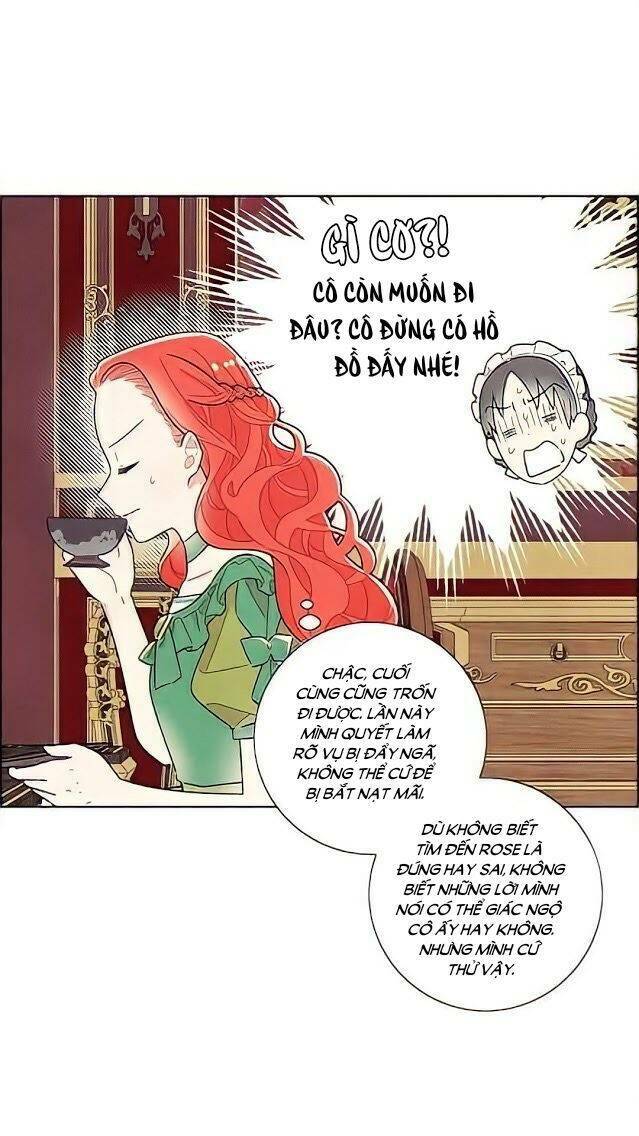 GÌ CƠ?!
CÔ CÒN MUỐN ĐI
ĐÂU? CÔ ĐỪNG CÓ HỒ
ĐỒ ĐẤY NHÉ!
CHẬC, CUỐI
CÙNG CŨNG TRỐN
ĐI ĐƯỢC. LẦN NÀY
MÌNH QUYẾT LÀM
RÕ VỤ BỊ ĐẨY NGÃ,
KHÔNG THỂ CỨ ĐỂ
BỊ BẮT NẠT MÃI.
DÙ KHÔNG BIẾT
TÌM ĐẾN ROSE LÀ
ĐÚNG HAY SAI, KHÔNG
BIẾT NHỮNG LỜI MÌNH
NÓI CÓ THỂ GIÁC NGỘ
CÔ ẤY HAY KHÔNG.
NHƯNG MÌNH CỨ
THỬ VẬY.